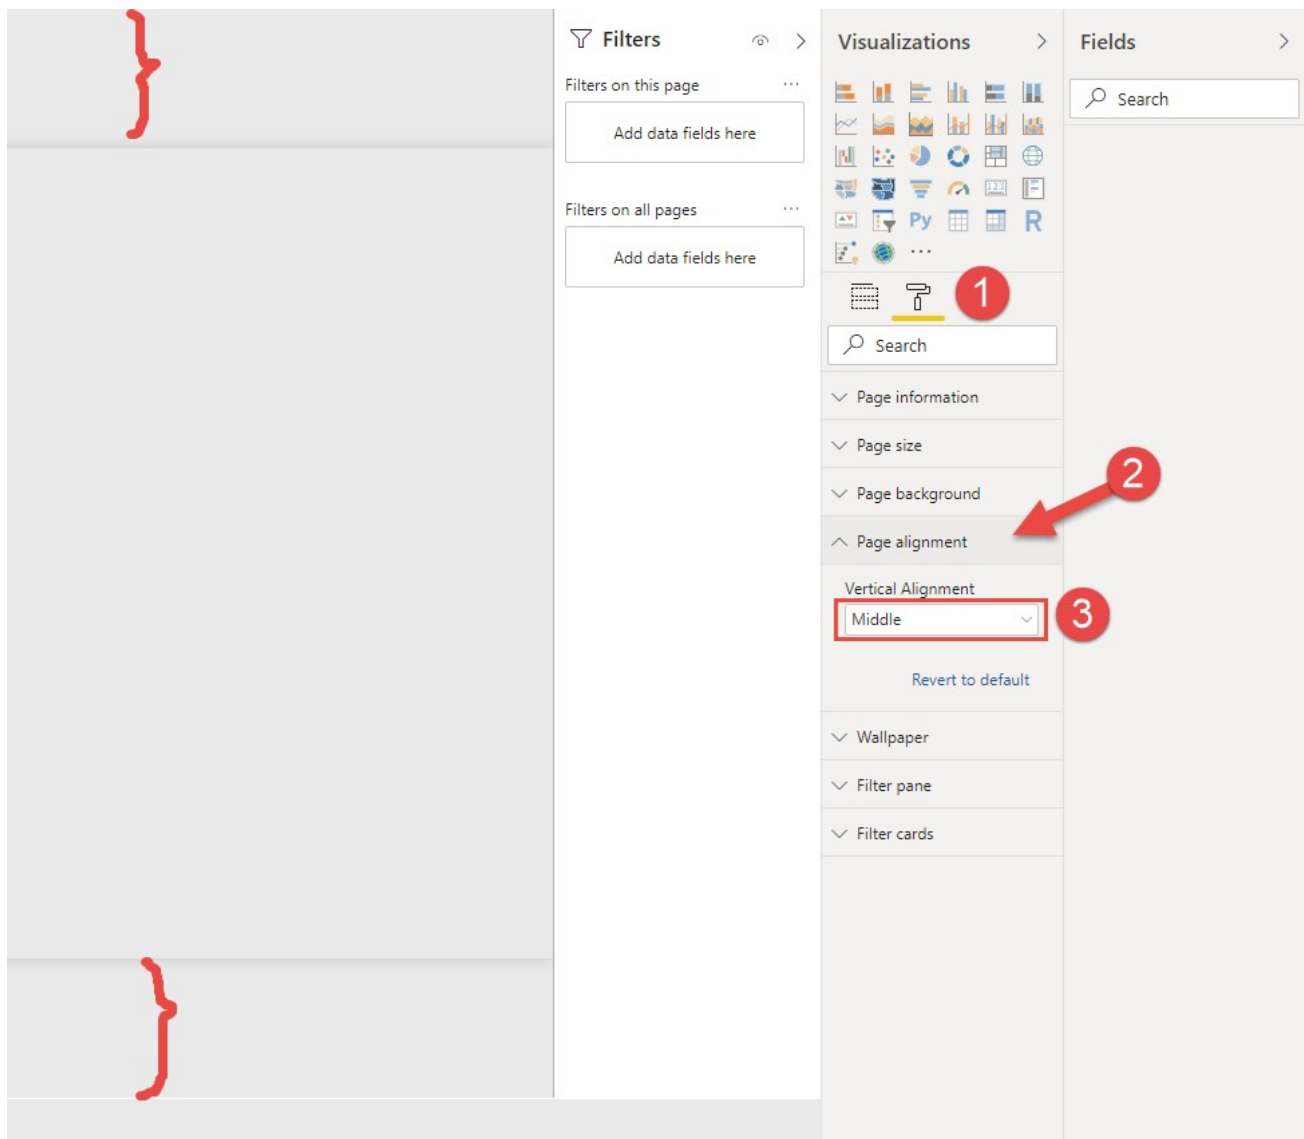 Filters
Filters on this page
Add data fields here
Filters on all pages
Add data fields here
Visualizations
123
Py
R
1
Search
Page information
Page size
Page background
2
Page alignment
Vertical Alignment
Middle
3
Revert to default
Wallpaper
Filter pane
Filter cards
Fields
Search